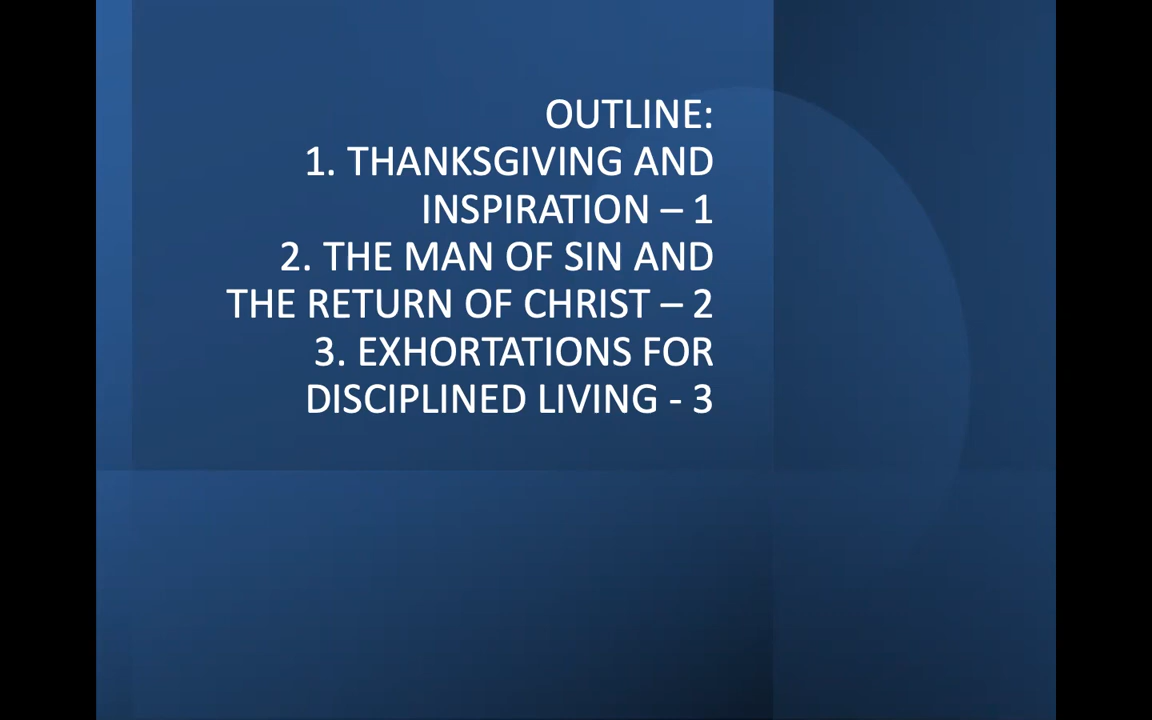 OUTLINE:
1. THANKSGIVING AND
INSPIRATION – 1
2. THE MAN OF SIN AND
THE RETURN OF CHRIST – 2
3. EXHORTATIONS FOR
DISCIPLINED LIVING - 3